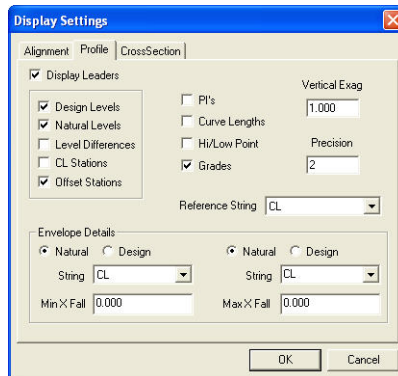 Display Settings
Alignment Profile CrossSection
Display Leaders
Design Levels
Natural Levels
Level Differences
CL Stations
Offset Stations
PI's
Curve Lengths
Hi/Low Point
Grades
Vertical Exag
1.000
Precision
2
Reference String CL
Envelope Details
Natural Design
String CL
Min X Fall 0.000
Natural Design
String CL
Max X Fall 0.000
OK Cancel